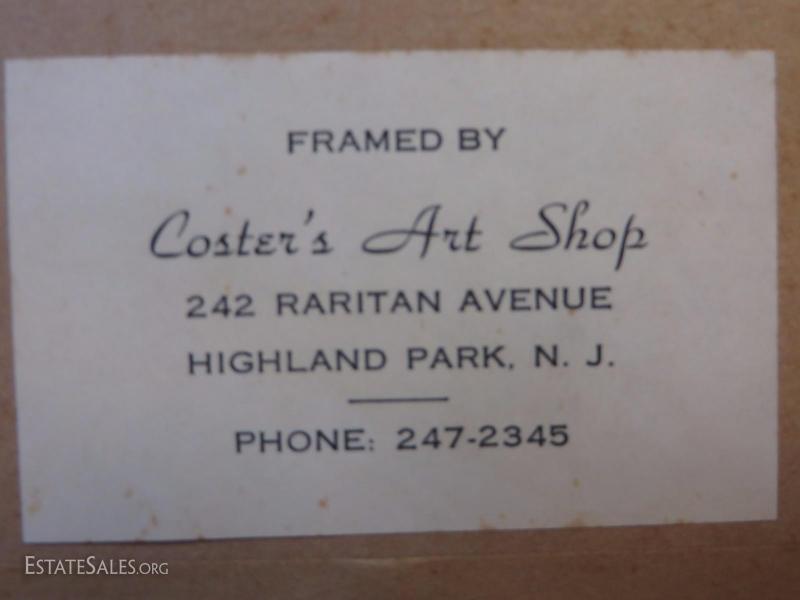 FRAMED BY
Coster's Art Shop
242 RARITAN AVENUE
HIGHLAND PARK, N. J.
PHONE: 247-2345
ESTATESALES.ORG